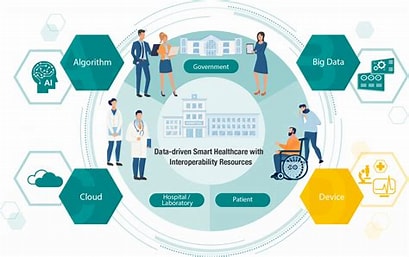 Algorithm
Government
Big Data
AI
Data-driven Smart Healthcare with
Interoperability Resources
Cloud
Hospital /
Laboratory
Patient
Device